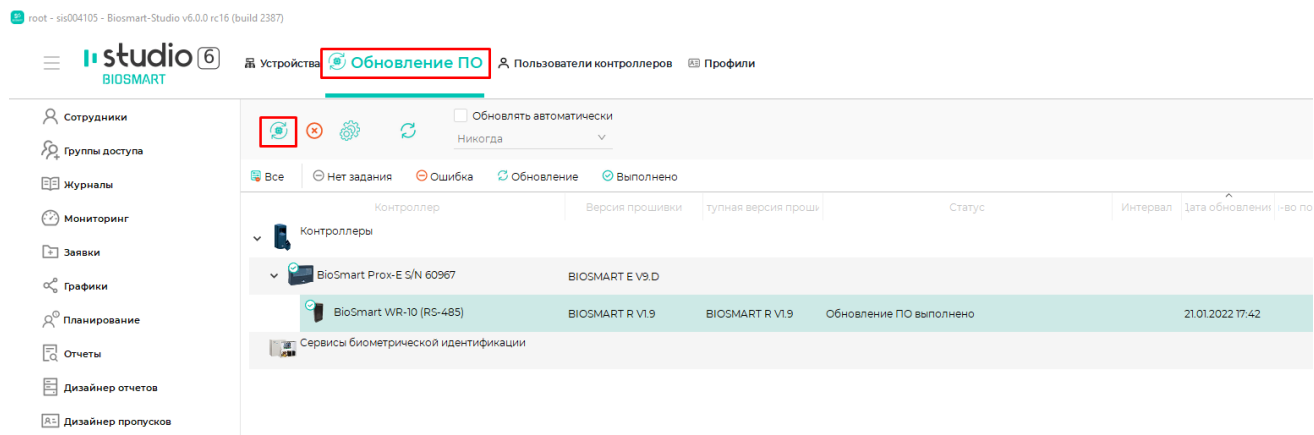 root - sis004105 - Biosmart-Studio v6.0.0 rc16 (build 2387)
studio 6
BIOSMART
Устройства
Обновление ПО
Пользователи контроллеров
Профили
Сотрудники
Группы доступа
Журналы
Мониторинг
Заявки
Графики
Планирование
Отчеты
Дизайнер отчетов
Дизайнер пропусков
Обновлять автоматически
Никогда
Все Нет задания Ошибка Обновление Выполнено
Контроллер Версия прошивки тупная версия проши Статус Интервал Дата обновления -во по
Контроллеры
BioSmart Prox-E S/N 60967 BIOSMART E V9.D
BioSmart WR-10 (RS-485) BIOSMART R V1.9 BIOSMART R V1.9 Обновление ПО выполнено 21.01.2022 17:42
Сервисы биометрической идентификации